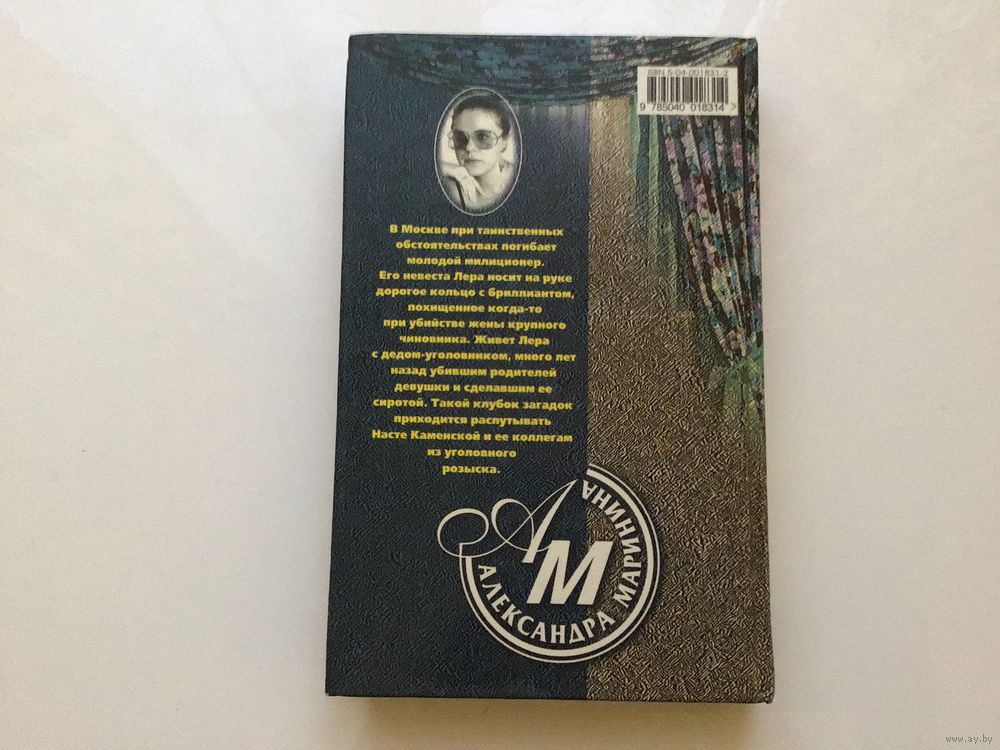 ISBN 5-04-001831-2
9 785040 018314 >
В Москве при таинственных
обстоятельствах погибает
молодой милиционер.
Его невеста Лера носит на руке
дорогое кольцо с бриллиантом,
похищенное когда-то
при убийстве жены крупного
чиновника. Живет Лера
с дедом-уголовником, много лет
назад убившим родителей
девушки и сделавшим ее
сиротой. Такой клубок загадок
приходится распутывать
Насте Каменской и ее коллегам
из уголовного
розыска.
АМ
АЛЕКСАНДРА МАРИНИНА
www.ay.by